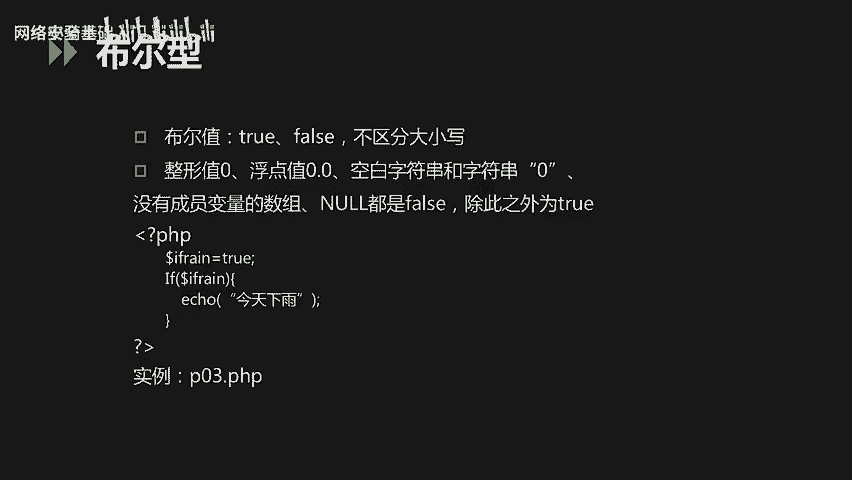 网络安
布尔型
布尔值：true、false，不区分大小写
整形值0、浮点值0.0、空白字符串和字符串“0”、
没有成员变量的数组、NULL都是false，除此之外为true
<?php
$ifrain=true;
If($ifrain){
echo(“今天下雨”);
}
?>
实例：p03.php